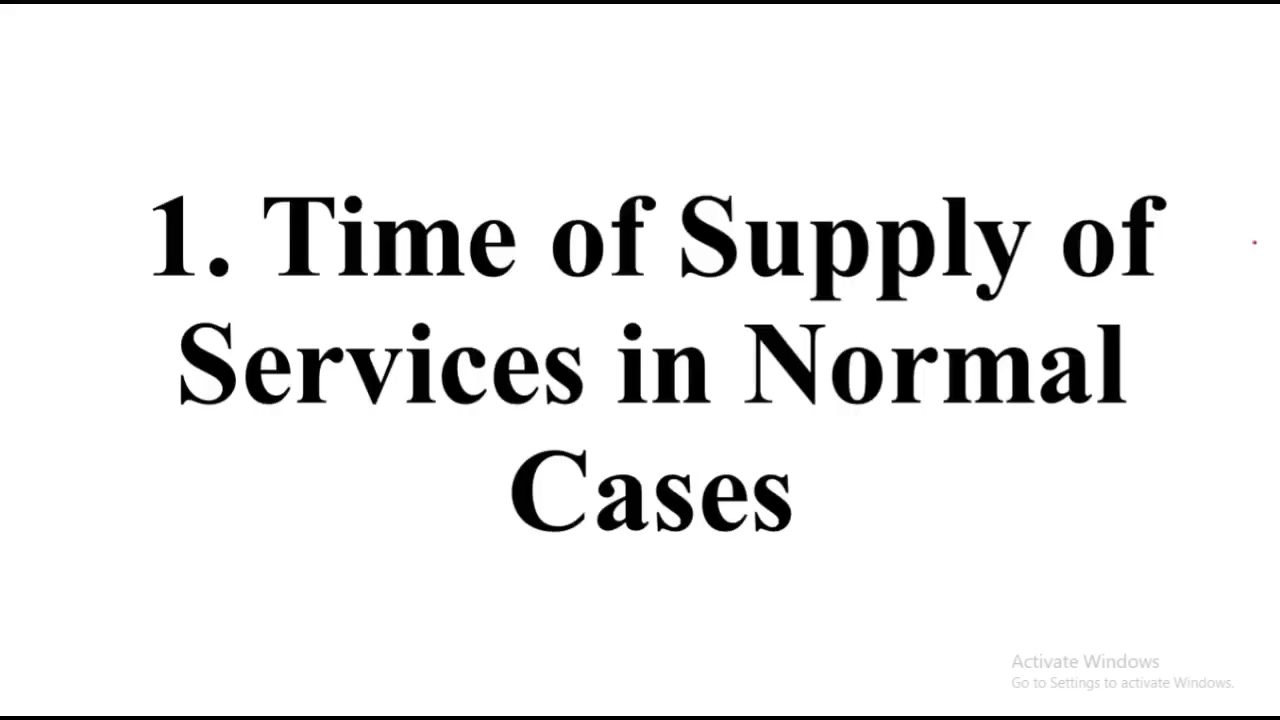 1. Time of Supply of
Services in Normal
Cases
Activate Windows
Go to Settings to activate Windows.